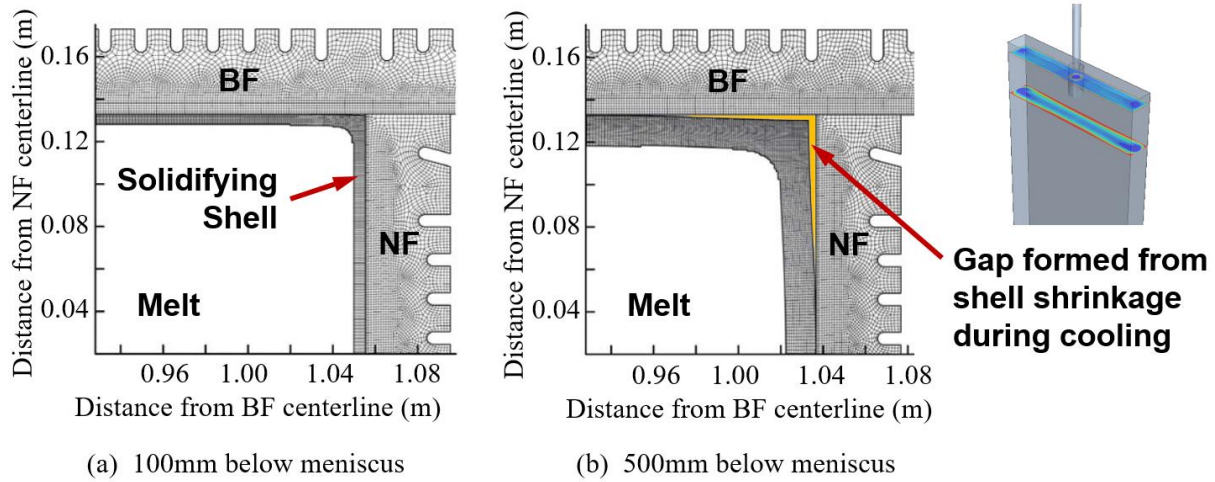 Distance from NF centerline (m)
0.16
0.12
0.08
0.04
BF
Solidifying
Shell
NF
Melt
0.96 1.00 1.04 1.08
Distance from BF centerline (m)
(a) 100mm below meniscus
Distance from NF centerline (m)
0.16
0.12
0.08
0.04
BF
NF
Melt
0.96 1.00 1.04 1.08
Distance from BF centerline (m)
(b) 500mm below meniscus
Gap formed from
shell shrinkage
during cooling